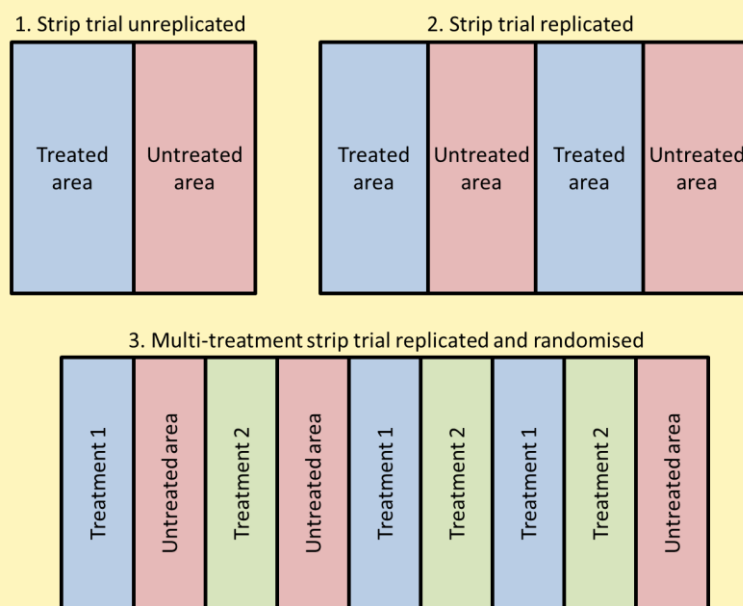 1. Strip trial unreplicated
2. Strip trial replicated
Treated
area
Untreated
area
Treated
area
Untreated
area
Treated
area
Untreated
area
3. Multi-treatment strip trial replicated and randomised
Treatment 1
Untreated area
Treatment 2
Untreated area
Treatment 1
Treatment 2
Treatment 1
Treatment 2
Untreated area